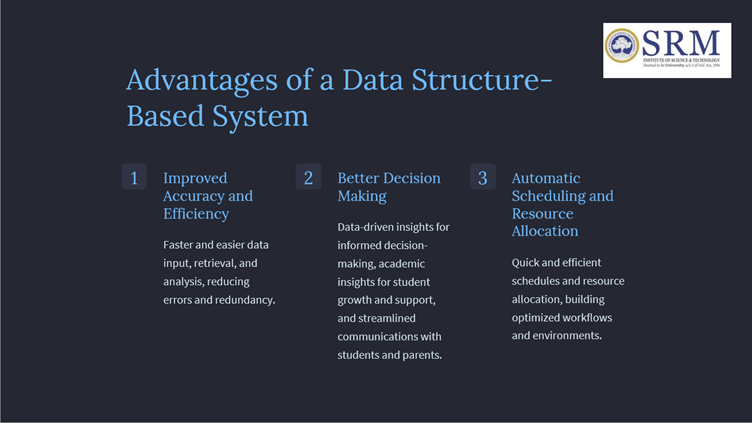 SRM
INSTITUTE OF SCIENCE & TECHNOLOGY
Deemed to be University u/s 3 of UGC Act, 1956
Advantages of a Data Structure-
Based System
1
Improved
Accuracy and
Efficiency
Faster and easier data
input, retrieval, and
analysis, reducing
errors and redundancy.
2
Better Decision
Making
Data-driven insights for
informed decision-
making, academic
insights for student
growth and support,
and streamlined
communications with
students and parents.
3
Automatic
Scheduling and
Resource
Allocation
Quick and efficient
schedules and resource
allocation, building
optimized workflows
and environments.